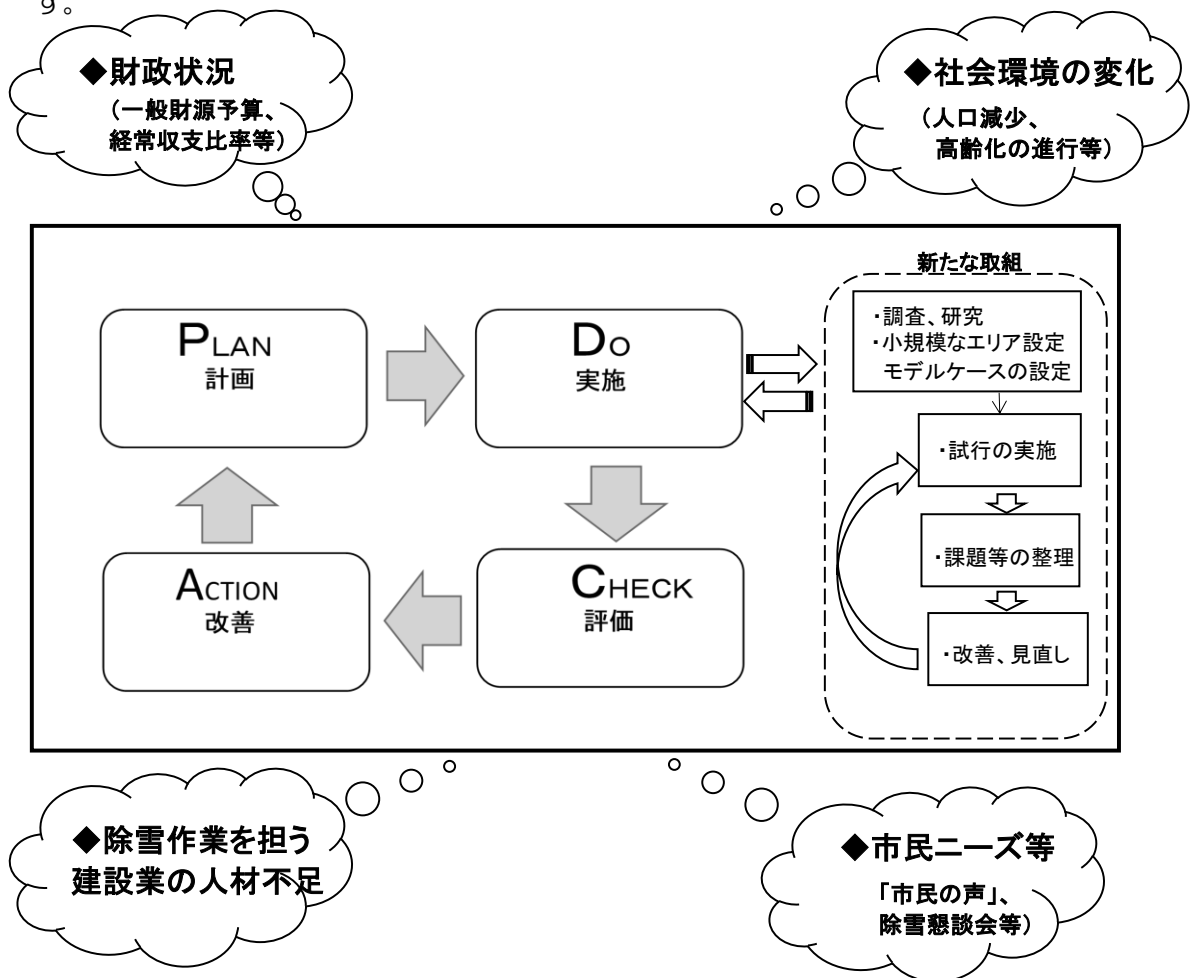 す。
◆財政状況
（一般財源予算、
経常収支比率等）
◆社会環境の変化
（人口減少、
高齢化の進行等）
新たな取組
・調査、研究
・小規模なエリア設定
モデルケースの設定
・試行の実施
・課題等の整理
・改善、見直し
PLAN
計画
DO
実施
ACTION
改善
CHECK
評価
◆除雪作業を担う
建設業の人材不足
◆市民ニーズ等
「市民の声」、
除雪懇談会等）